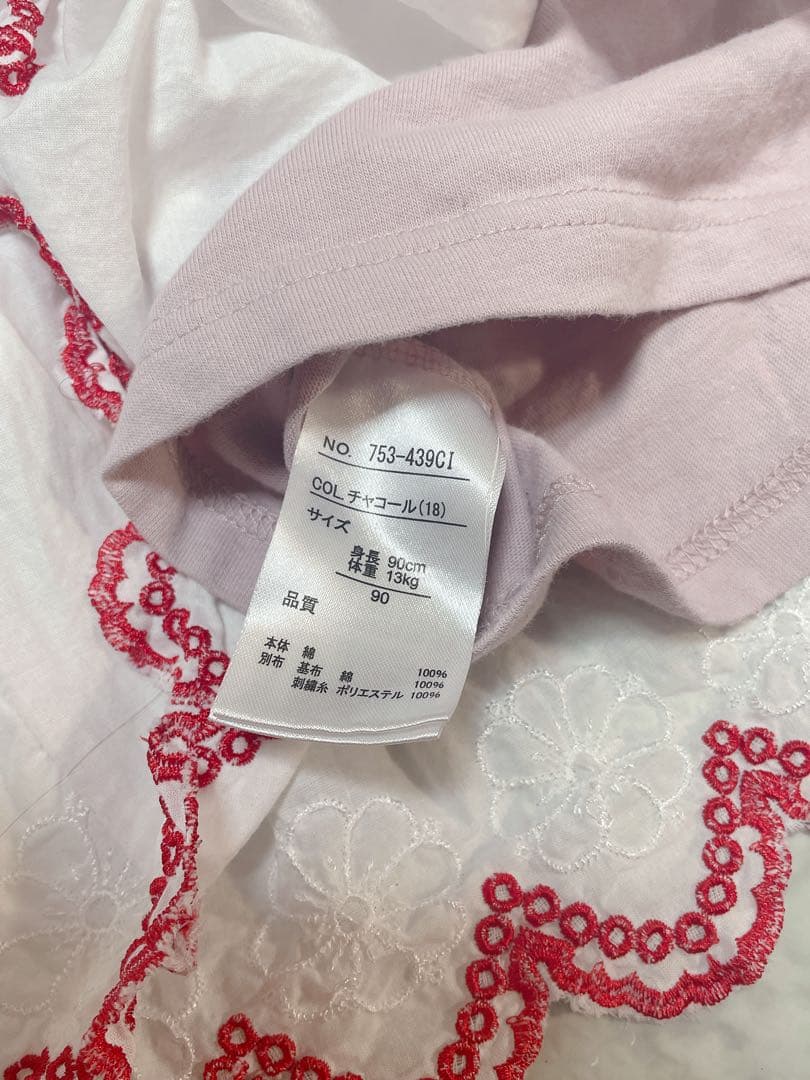 NO. 753-439CI
COL.チャコール(18)
サイズ
身長 90cm
体重 13kg
90
品質
本体 綿 100%
別布 基布 綿 100%
刺繍糸 ポリエステル 100%